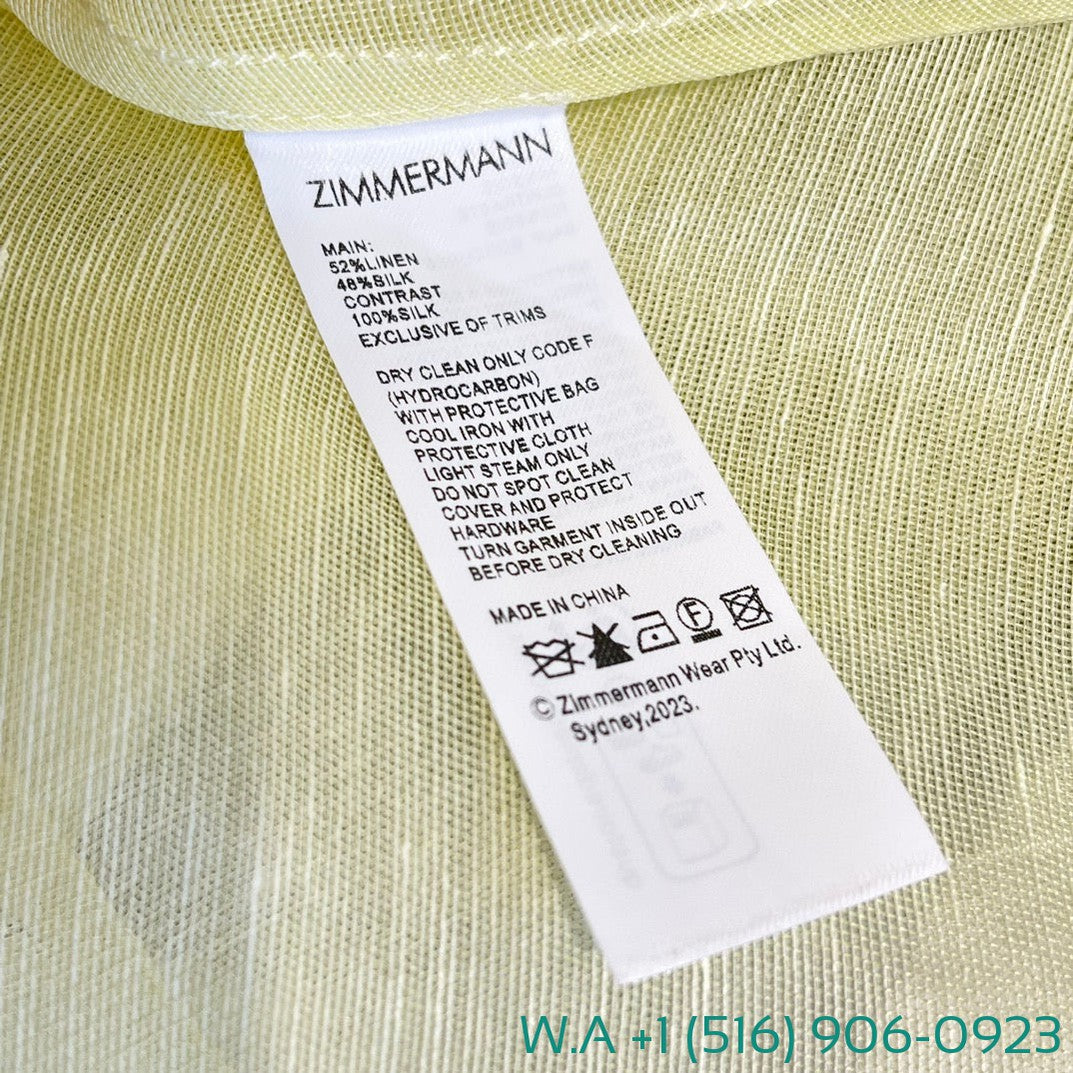 ZIMMERMANN
MAIN:
52%LINEN
48%SILK
CONTRAST
100%SILK
EXCLUSIVE OF TRIMS
DRY CLEAN ONLY CODE F
(HYDROCARBON)
WITH PROTECTIVE BAG
COOL IRON WITH
PROTECTIVE CLOTH
LIGHT STEAM ONLY
DO NOT SPOT CLEAN
COVER AND PROTECT
HARDWARE
TURN GARMENT INSIDE OUT
BEFORE DRY CLEANING
MADE IN CHINA
F
© Zimmermann Wear Pty Ltd.
Sydney,2023.
W.A +1 (516) 906-0923